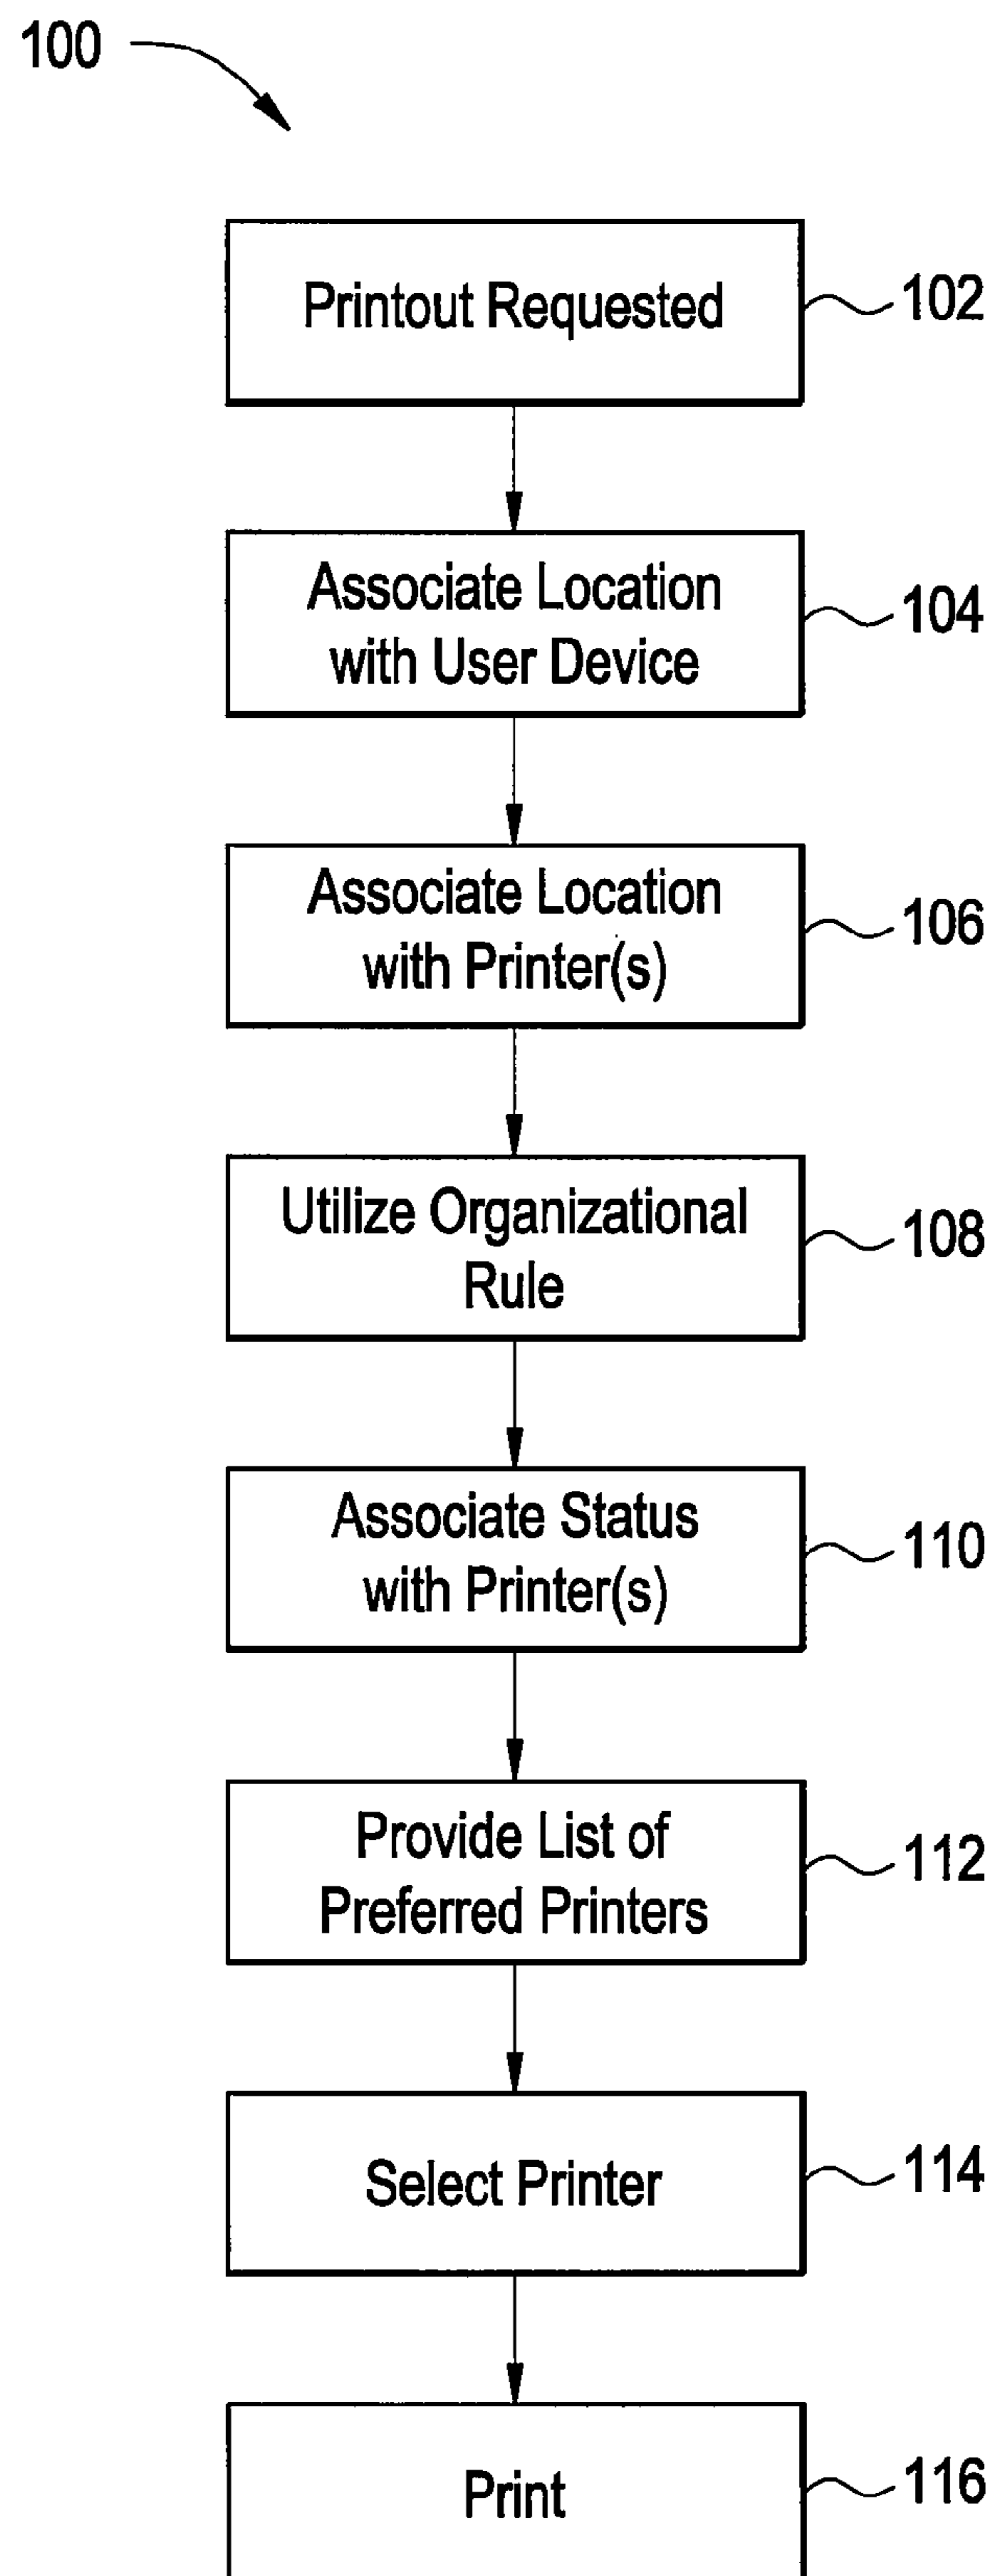 100
Printout Requested
102
Associate Location
with User Device
104
Associate Location
with Printer(s)
106
Utilize Organizational
Rule
108
Associate Status
with Printer(s)
110
Provide List of
Preferred Printers
112
Select Printer
114
Print
116